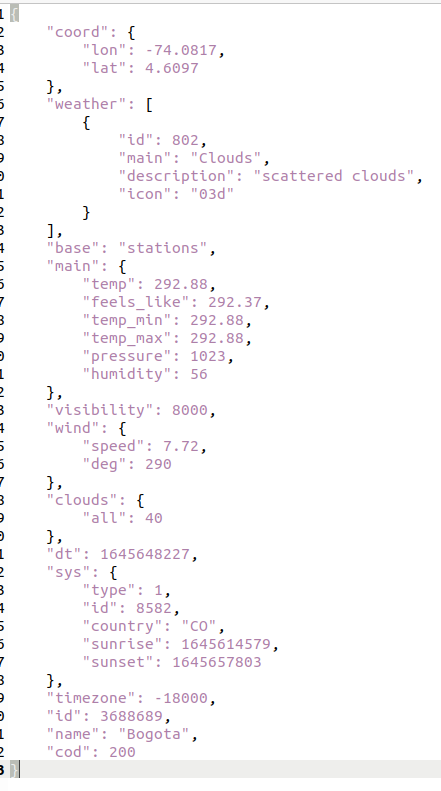 1 {
2 "coord": {
3 "lon": -74.0817,
4 "lat": 4.6097
5 },
6 "weather": [
7 {
8 "id": 802,
9 "main": "Clouds",
0 "description": "scattered clouds",
1 "icon": "03d"
2 }
3 ],
4 "base": "stations",
5 "main": {
6 "temp": 292.88,
7 "feels_like": 292.37,
8 "temp_min": 292.88,
9 "temp_max": 292.88,
0 "pressure": 1023,
1 "humidity": 56
2 },
3 "visibility": 8000,
4 "wind": {
5 "speed": 7.72,
6 "deg": 290
7 },
8 "clouds": {
9 "all": 40
0 },
1 "dt": 1645648227,
2 "sys": {
3 "type": 1,
4 "id": 8582,
5 "country": "CO",
6 "sunrise": 1645614579,
7 "sunset": 1645657803
8 },
9 "timezone": -18000,
0 "id": 3688689,
1 "name": "Bogota",
2 "cod": 200
3 }